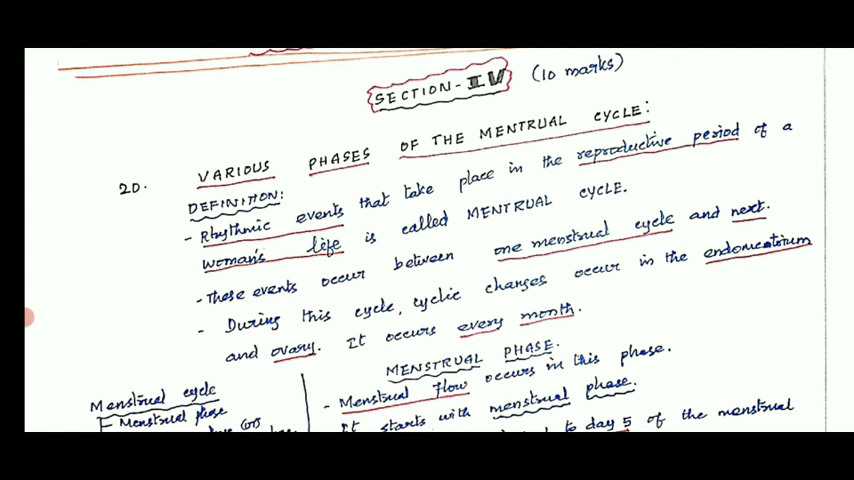 SECTION-IV (10 marks)
20. VARIOUS PHASES OF THE MENTRUAL CYCLE:
DEFINITION:
- Rhythmic events that take place in the reproductive period of a
woman's life is called MENTRUAL CYCLE.
- These events occur between one menstrual cycle and next.
- During this cycle, cyclic changes occur in the
and ovary. It occurs every month.
MENSTRUAL PHASE.
- Menstrual flow occurs in this phase.
It starts with menstrual phase.
to day 5 of the menstrual
Menstrual cycle
Menstrual phase